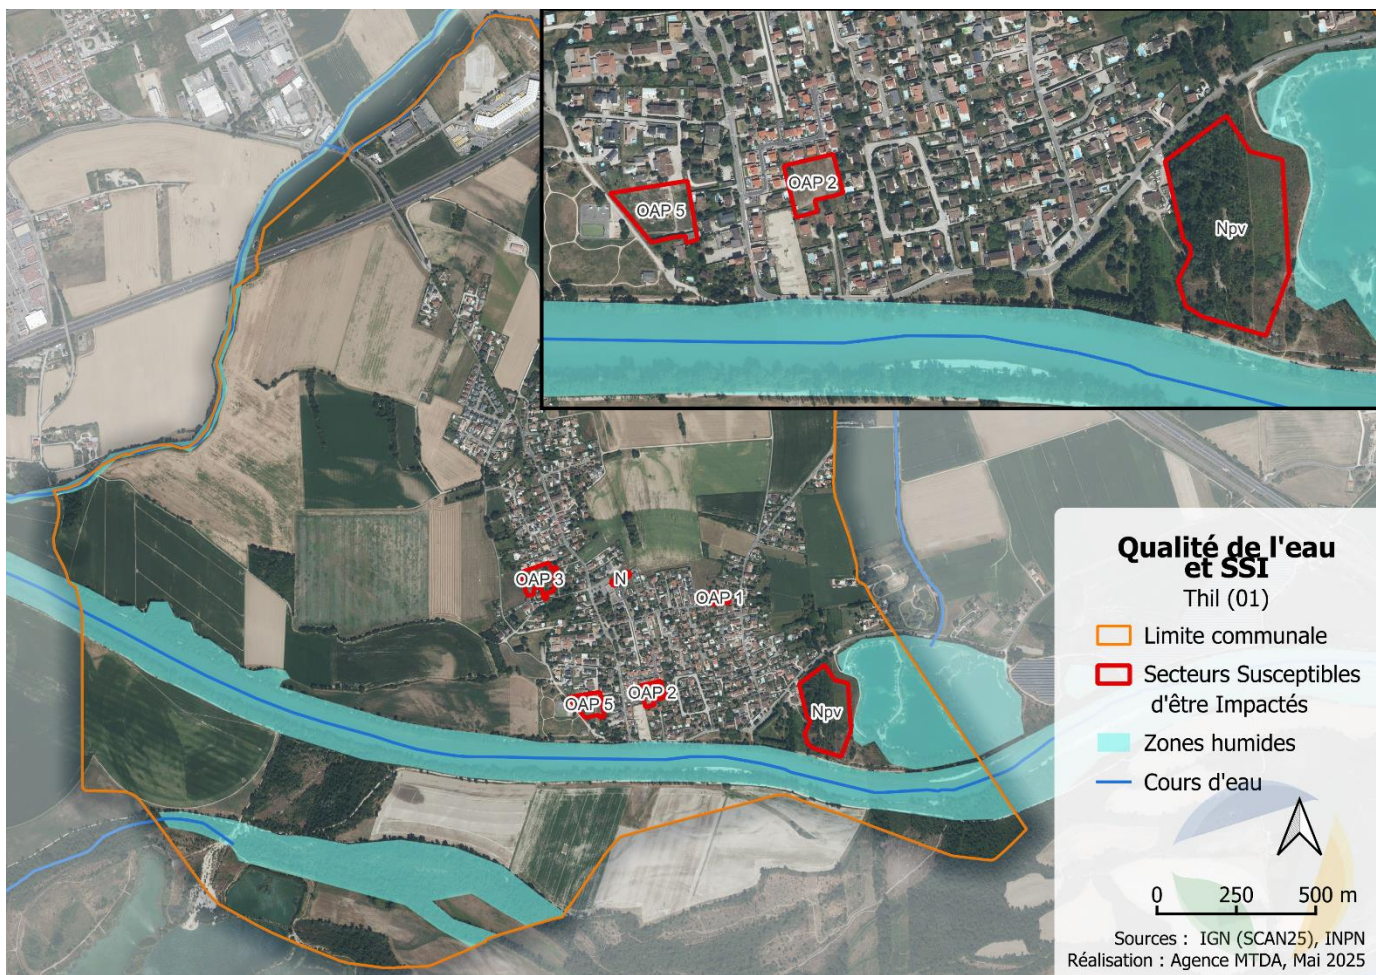 OAP 2
OAP 5
Npv
OAP 3
N
OAP 1
OAP 2
OAP 5
Npv
Qualité de l'eau
et SSI
Thil (01)
Limite communale
Secteurs Susceptibles
d'être Impactés
Zones humides
Cours d'eau
0 250 500 m
Sources : IGN (SCAN25), INPN
Réalisation : Agence MTDA, Mai 2025